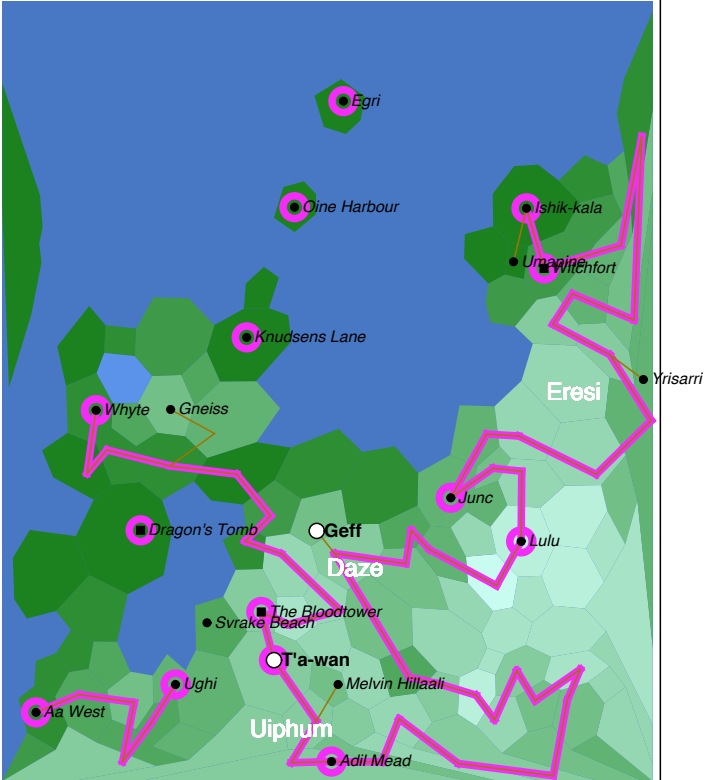 Egri
Oine Harbour
Ishik-kala
Umanine
Witchfort
Knudsens Lane
Yrisarri
Eresi
Whyte
Gneiss
Junc
Dragon's Tomb
Geff
Lulu
Daze
The Bloodtower
Svrake Beach
T'a-wan
Ughi
Melvin Hillaali
Aa West
Uiphum
Adil Mead